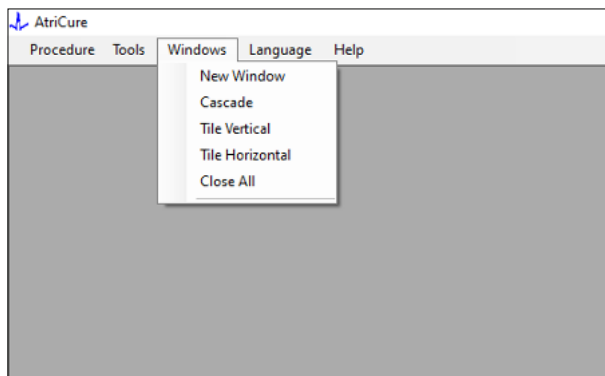 AtriCure
Procedure Tools Windows Language Help
New Window
Cascade
Tile Vertical
Tile Horizontal
Close All